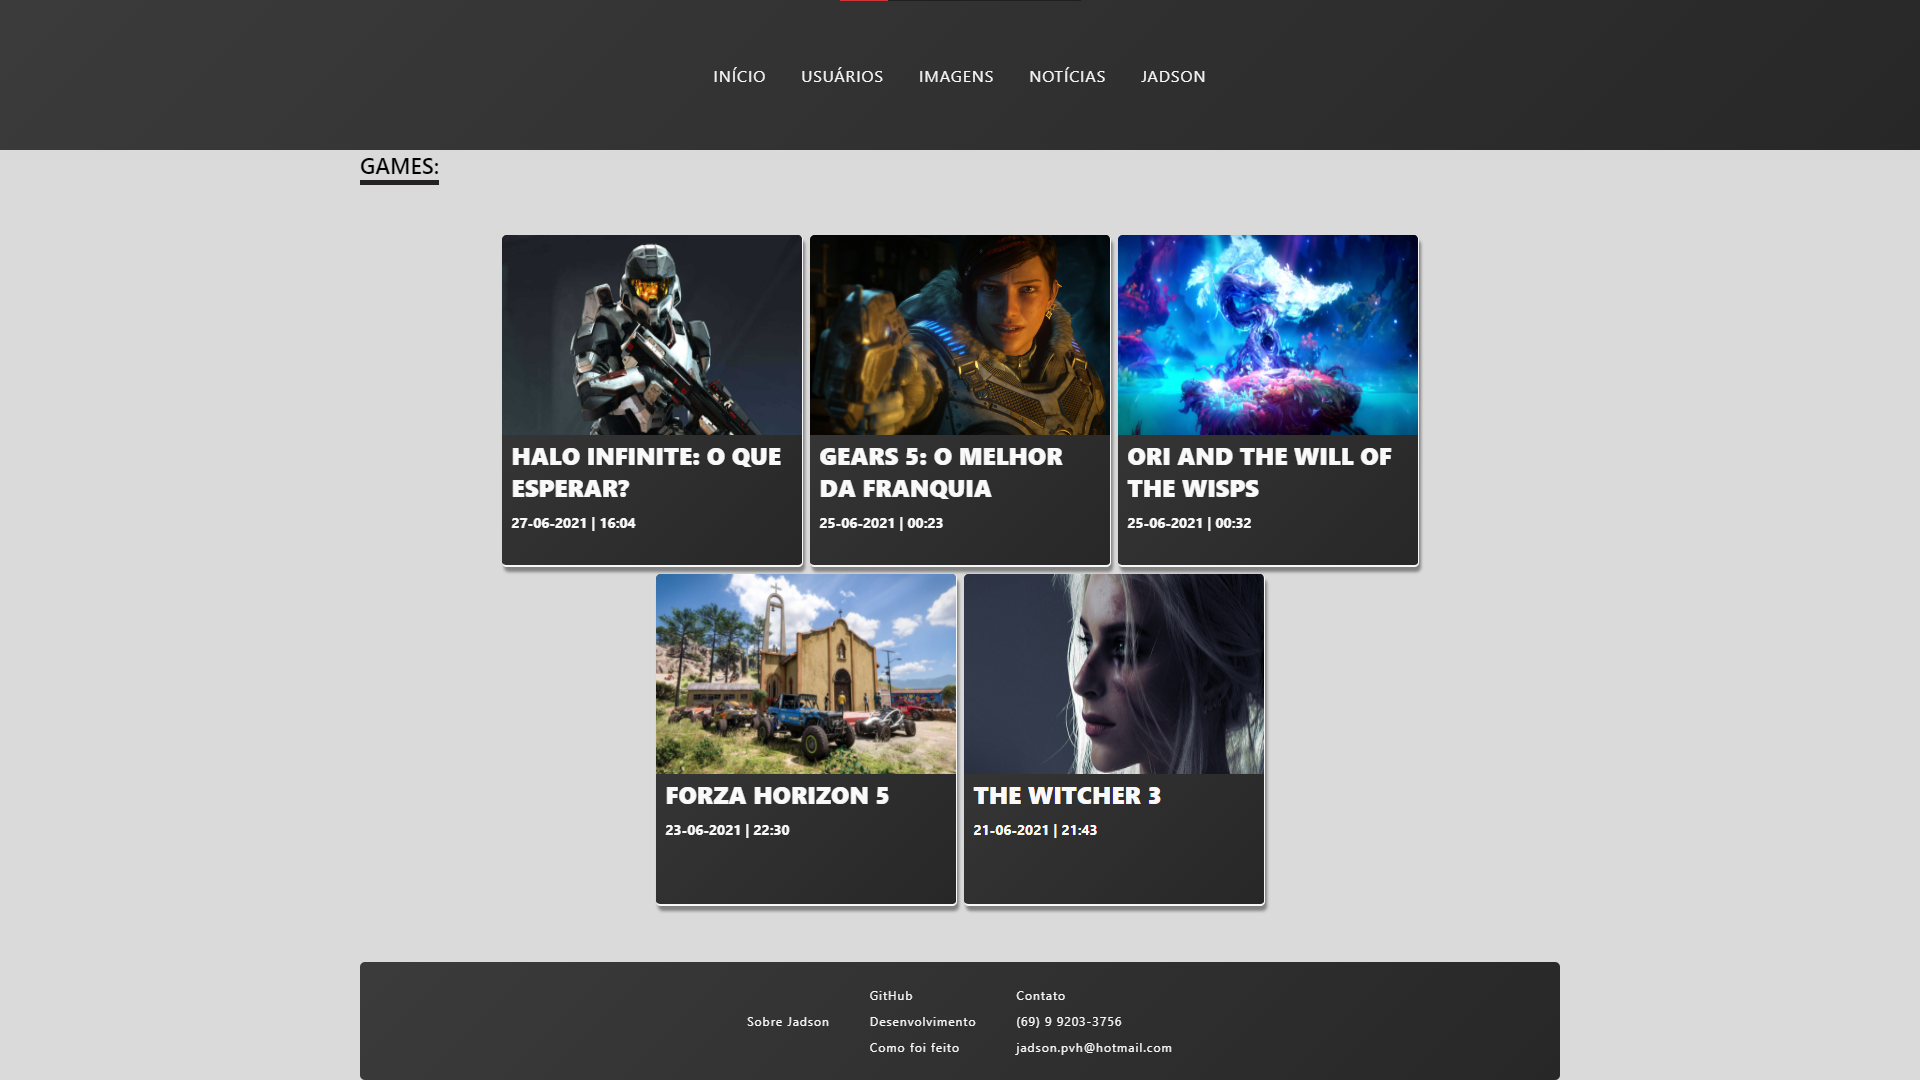 INÍCIO USUÁRIOS IMAGENS NOTÍCIAS JADSON
GAMES:
HALO INFINITE: O QUE
ESPERAR?
27-06-2021 | 16:04
GEARS 5: O MELHOR
DA FRANQUIA
25-06-2021 | 00:23
ORI AND THE WILL OF
THE WISPS
25-06-2021 | 00:32
FORZA HORIZON 5
23-06-2021 | 22:30
THE WITCHER 3
21-06-2021 | 21:43
Sobre Jadson
GitHub
Desenvolvimento
Como foi feito
Contato
(69) 9 9203-3756
jadson.pvh@hotmail.com